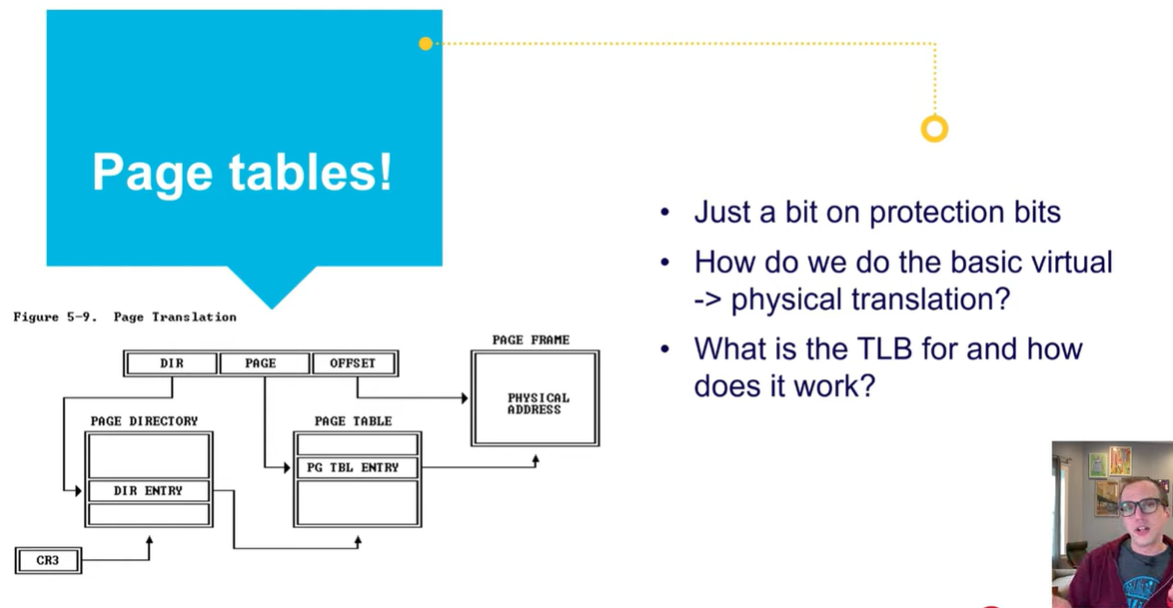 Page tables!
• Just a bit on protection bits
• How do we do the basic virtual
-> physical translation?
• What is the TLB for and how
does it work?
Figure 5-9. Page Translation
PAGE FRAME
DIR
PAGE
OFFSET
PHYSICAL
ADDRESS
PAGE DIRECTORY
PAGE TABLE
PG TBL ENTRY
DIR ENTRY
CR3